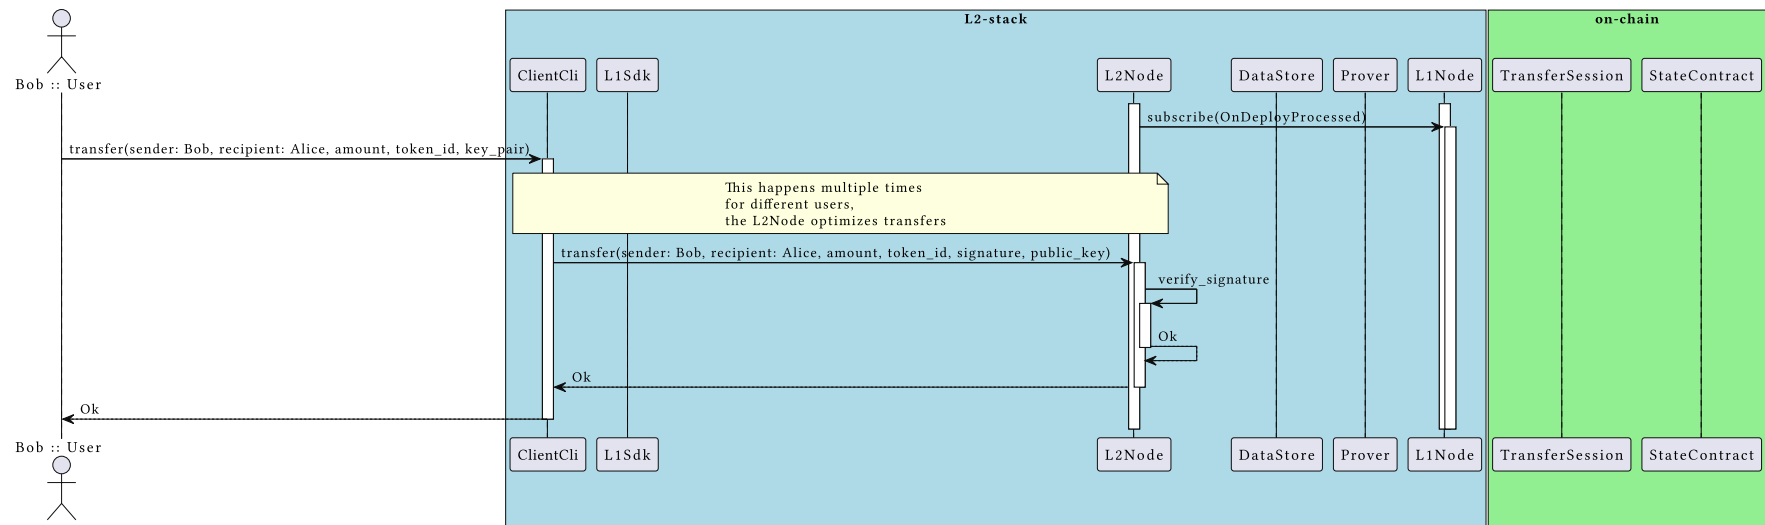 L2-stack
on-chain
Bob :: User
ClientCli
L1Sdk
L2Node
DataStore
Prover
L1Node
TransferSession
StateContract
subscribe(OnDeployProcessed)
transfer(sender: Bob, recipient: Alice, amount, token_id, key_pair)
This happens multiple times
for different users,
the L2Node optimizes transfers
transfer(sender: Bob, recipient: Alice, amount, token_id, signature, public_key)
verify_signature
Ok
Ok
Ok
Bob :: User
ClientCli
L1Sdk
L2Node
DataStore
Prover
L1Node
TransferSession
StateContract